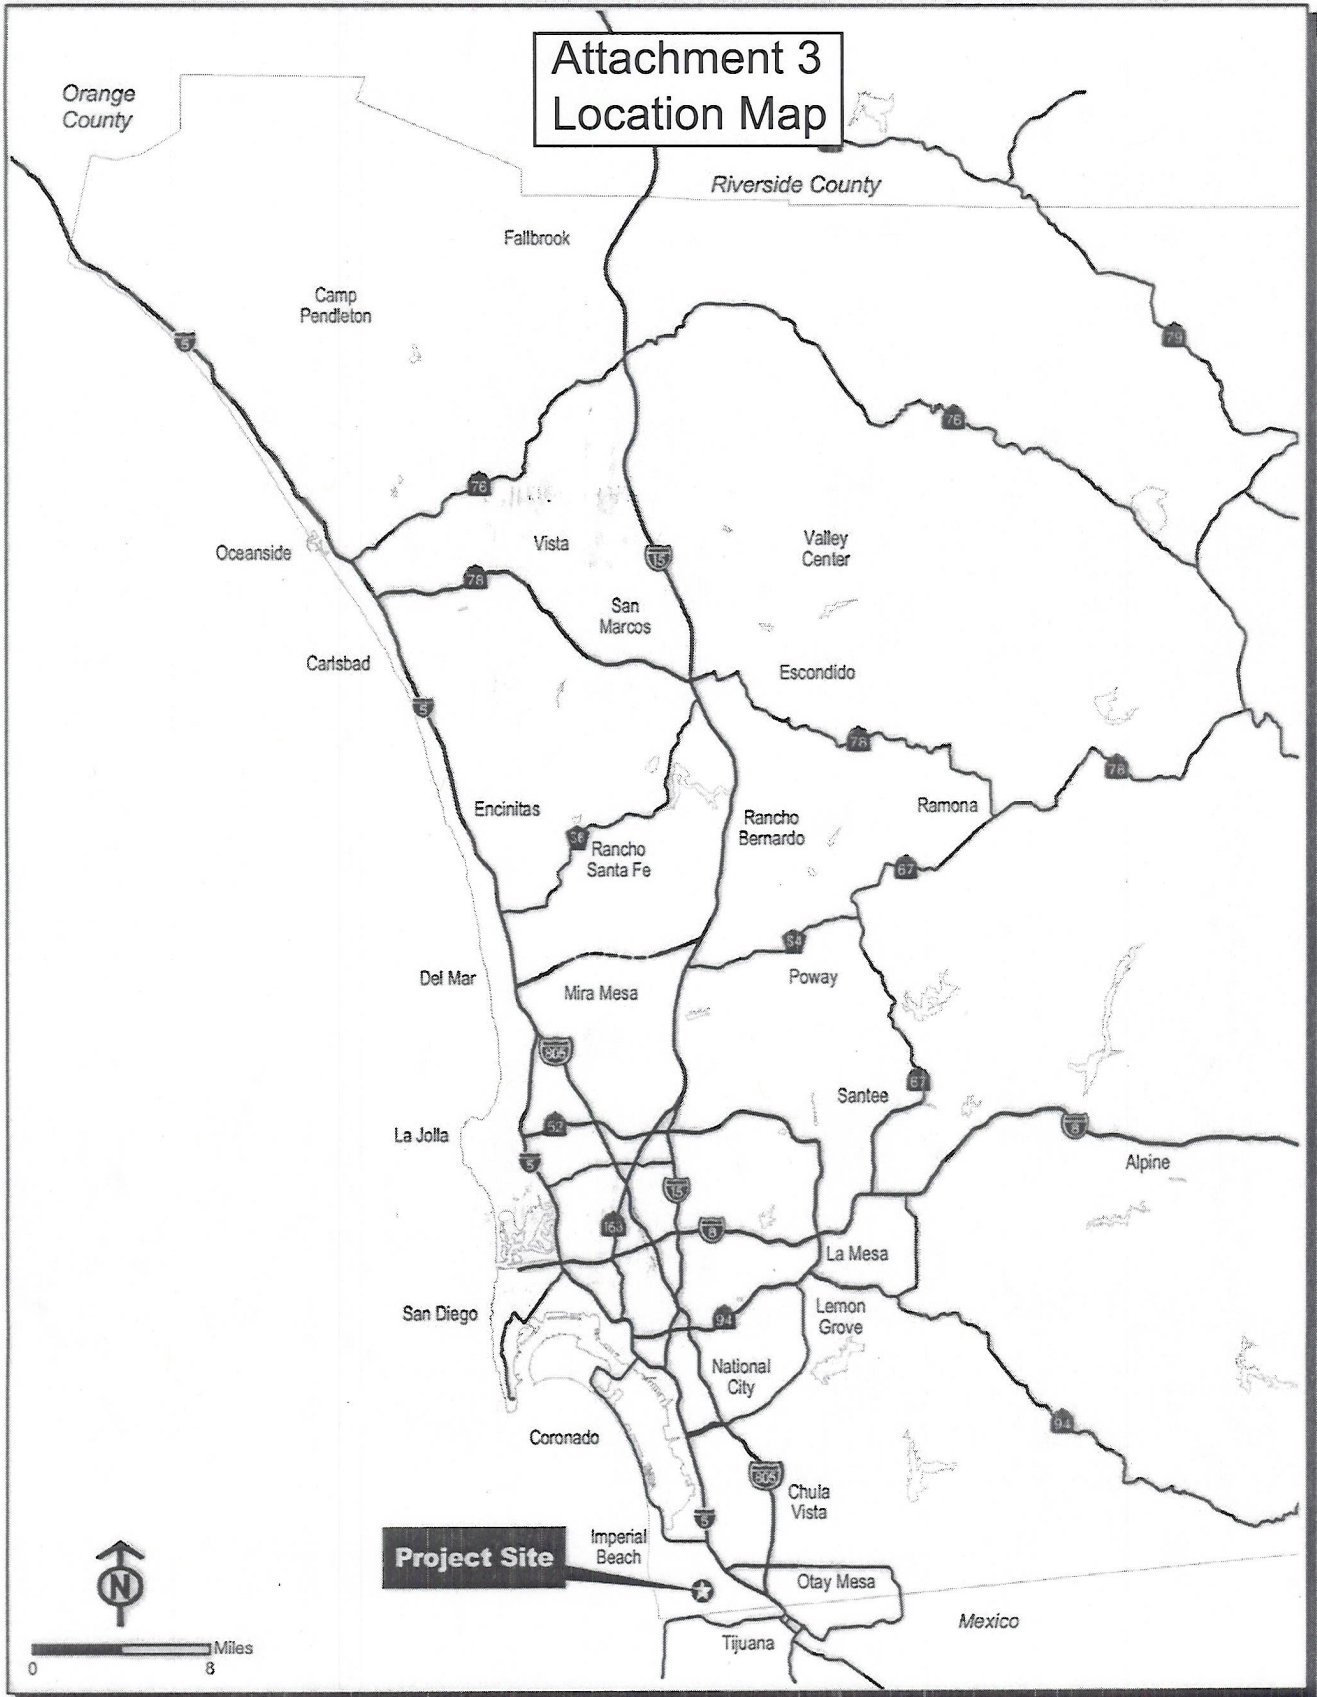 Attachment 3
Location Map
Orange
County
Riverside County
Fallbrook
Camp
Pendleton
5
79
76
76
Oceanside
Vista
15
Valley
Center
78
San
Marcos
Carlsbad
Escondido
5
78
78
Encinitas
Ramona
Rancho
Bernardo
S6
Rancho
Santa Fe
67
S4
Del Mar
Mira Mesa
Poway
805
67
Santee
La Jolla
52
8
5
Alpine
15
163
8
La Mesa
San Diego
94
Lemon
Grove
National
City
94
Coronado
805
Chula
Vista
5
Imperial
Beach
Project Site
Otay Mesa
N
Mexico
Tijuana
Miles
0
8